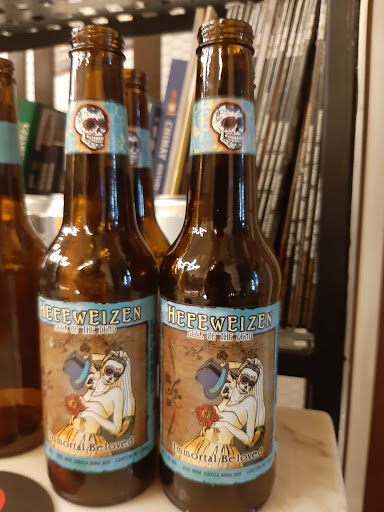 HEFEWEIZEN
BEER OF THE DEAD
Immortal Beloved
HEFEWEIZEN
BEER OF THE DEAD
Immortal Beloved